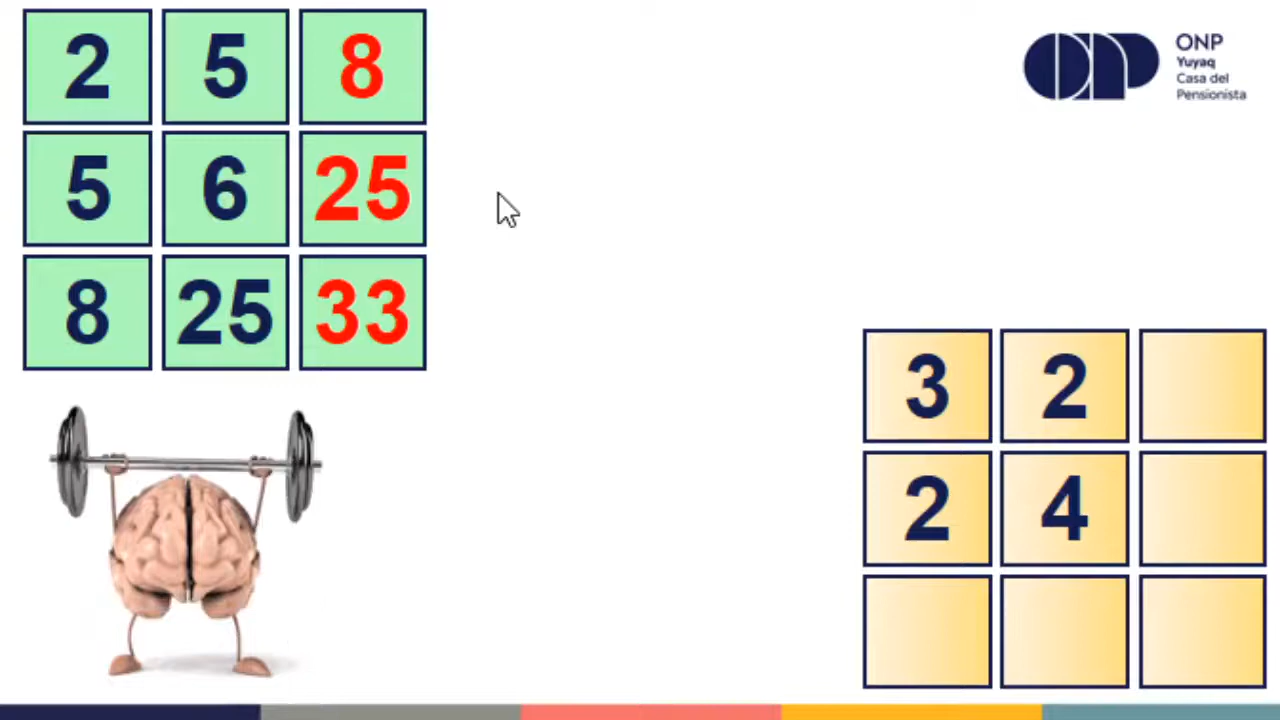 2 5 8
5 6 25
8 25 33
ONP
Yuyaq
Casa del
Pensionista
3 2
2 4